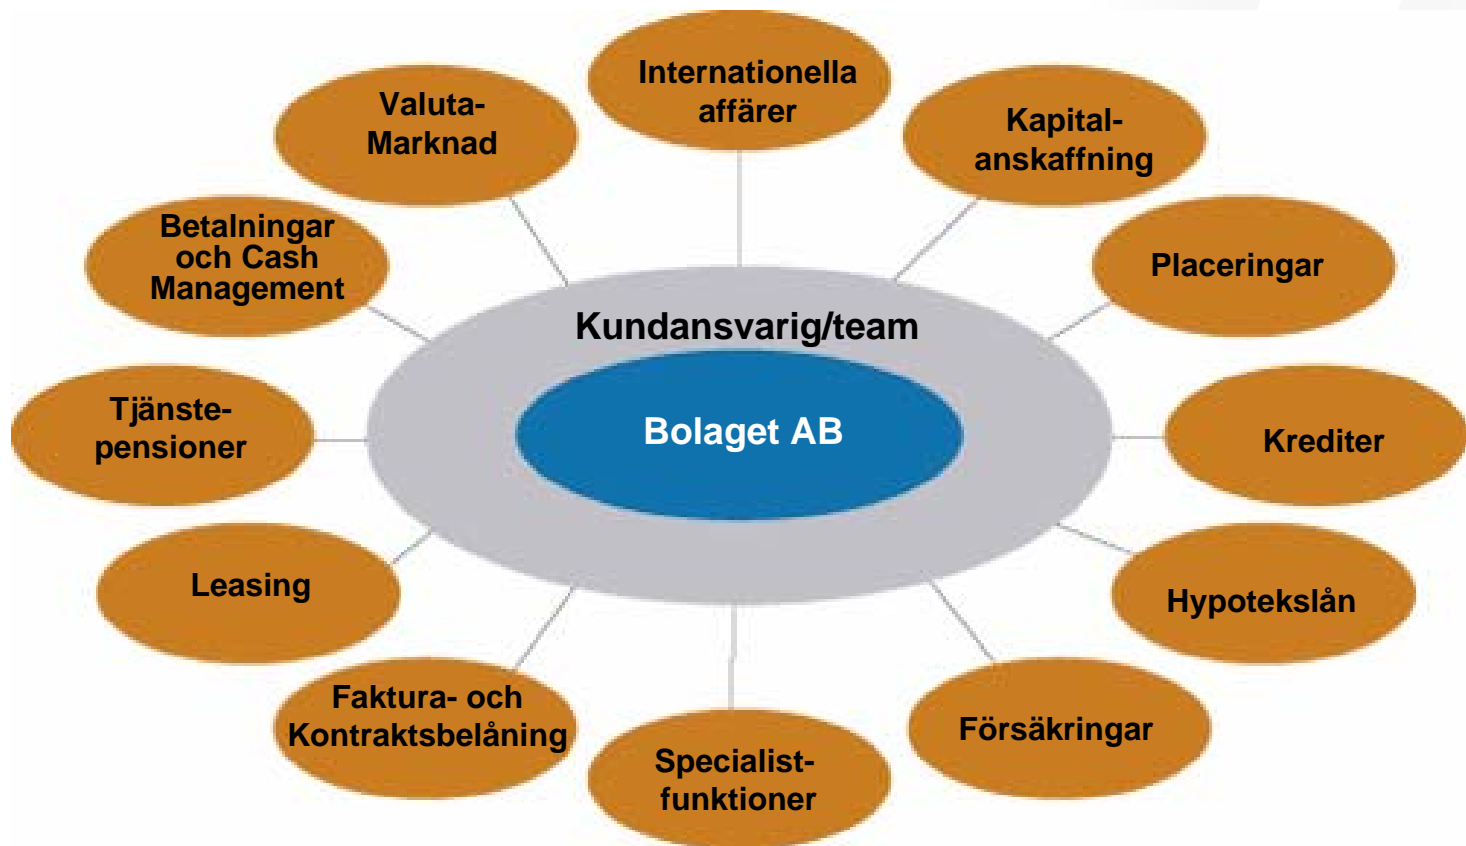 Internationella
affärer
Kapital-
anskaffning
Placeringar
Krediter
Hypotekslån
Försäkringar
Specialist-
funktioner
Faktura- och
Kontraktsbelåning
Leasing
Tjänste-
pensioner
Betalningar
och Cash
Management
Valuta-
Marknad
Kundansvarig/team
Bolaget AB